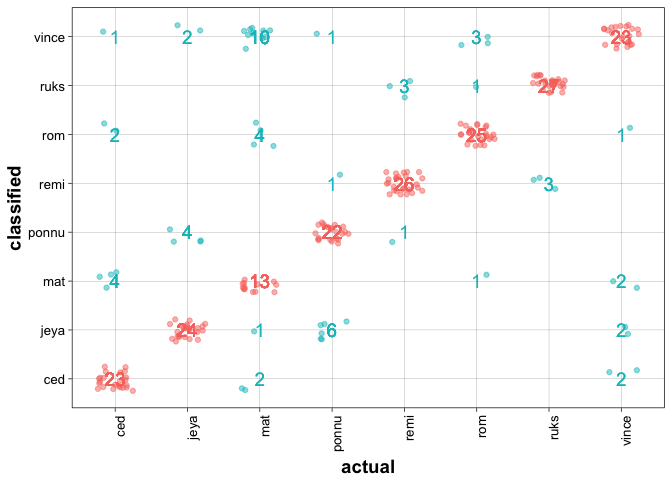 vince 1 2 10 1 3 23
ruks 3 1 27
rom 2 4 25 1
remi 1 26 3
ponnu 4 22 1
mat 4 13 1 2
jeya 24 1 6 2
ced 23 2 2
ced jeya mat ponnu remi rom ruks vince
actual
classified